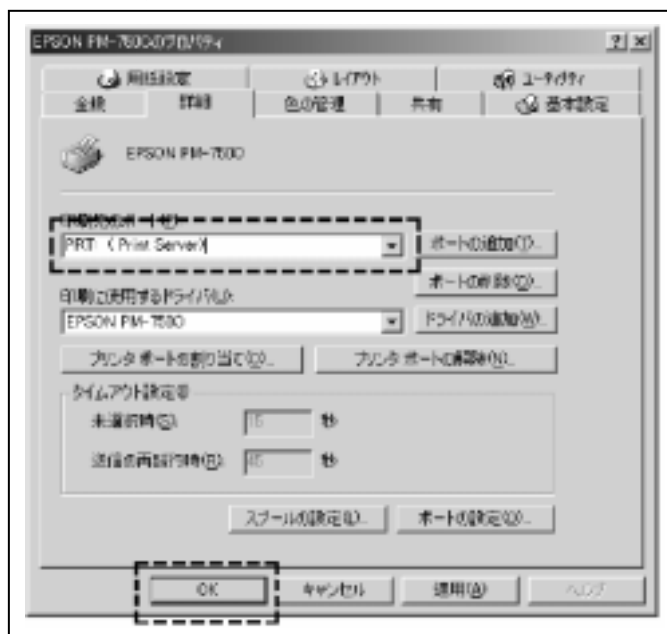 EPSON PM-760Cのプロパティ
用紙設定 レイアウト ユーティリティ
全般 詳細 色の管理 共有 基本設定
EPSON PM-760C
印刷先のポート(P):
PRT: (Print Server)
ポートの追加(T)...
ポートの削除(D)...
印刷に使用するドライバ(U):
EPSON PM-760C
ドライバの追加(W)...
プリンタ ポートの割り当て(C)... プリンタ ポートの解除(N)...
タイムアウト設定
未選択時(S): 15 秒
送信の再試行時(R): 45 秒
スプールの設定(L)... ポートの設定(O)...
OK キャンセル 適用(A) ヘルプ